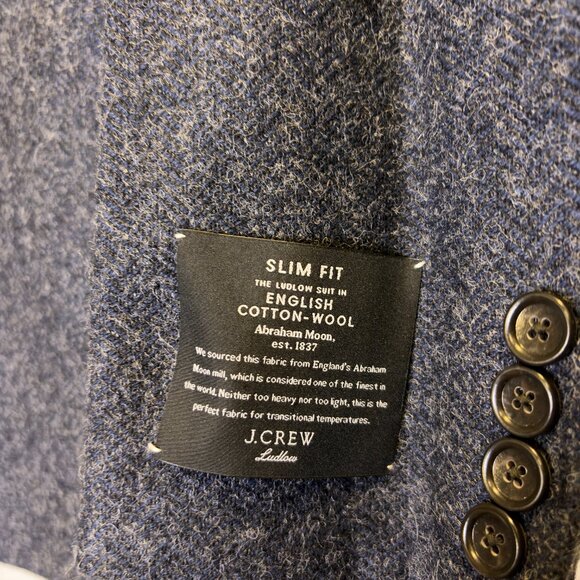 SLIM FIT
THE LUDLOW SUIT IN
ENGLISH
COTTON-WOOL
Abraham Moon,
est. 1837
We sourced this fabric from England's Abraham
Moon mill, which is considered one of the finest in
the world. Neither too heavy nor too light, this is the
perfect fabric for transitional temperatures.
J.CREW
Ludlow